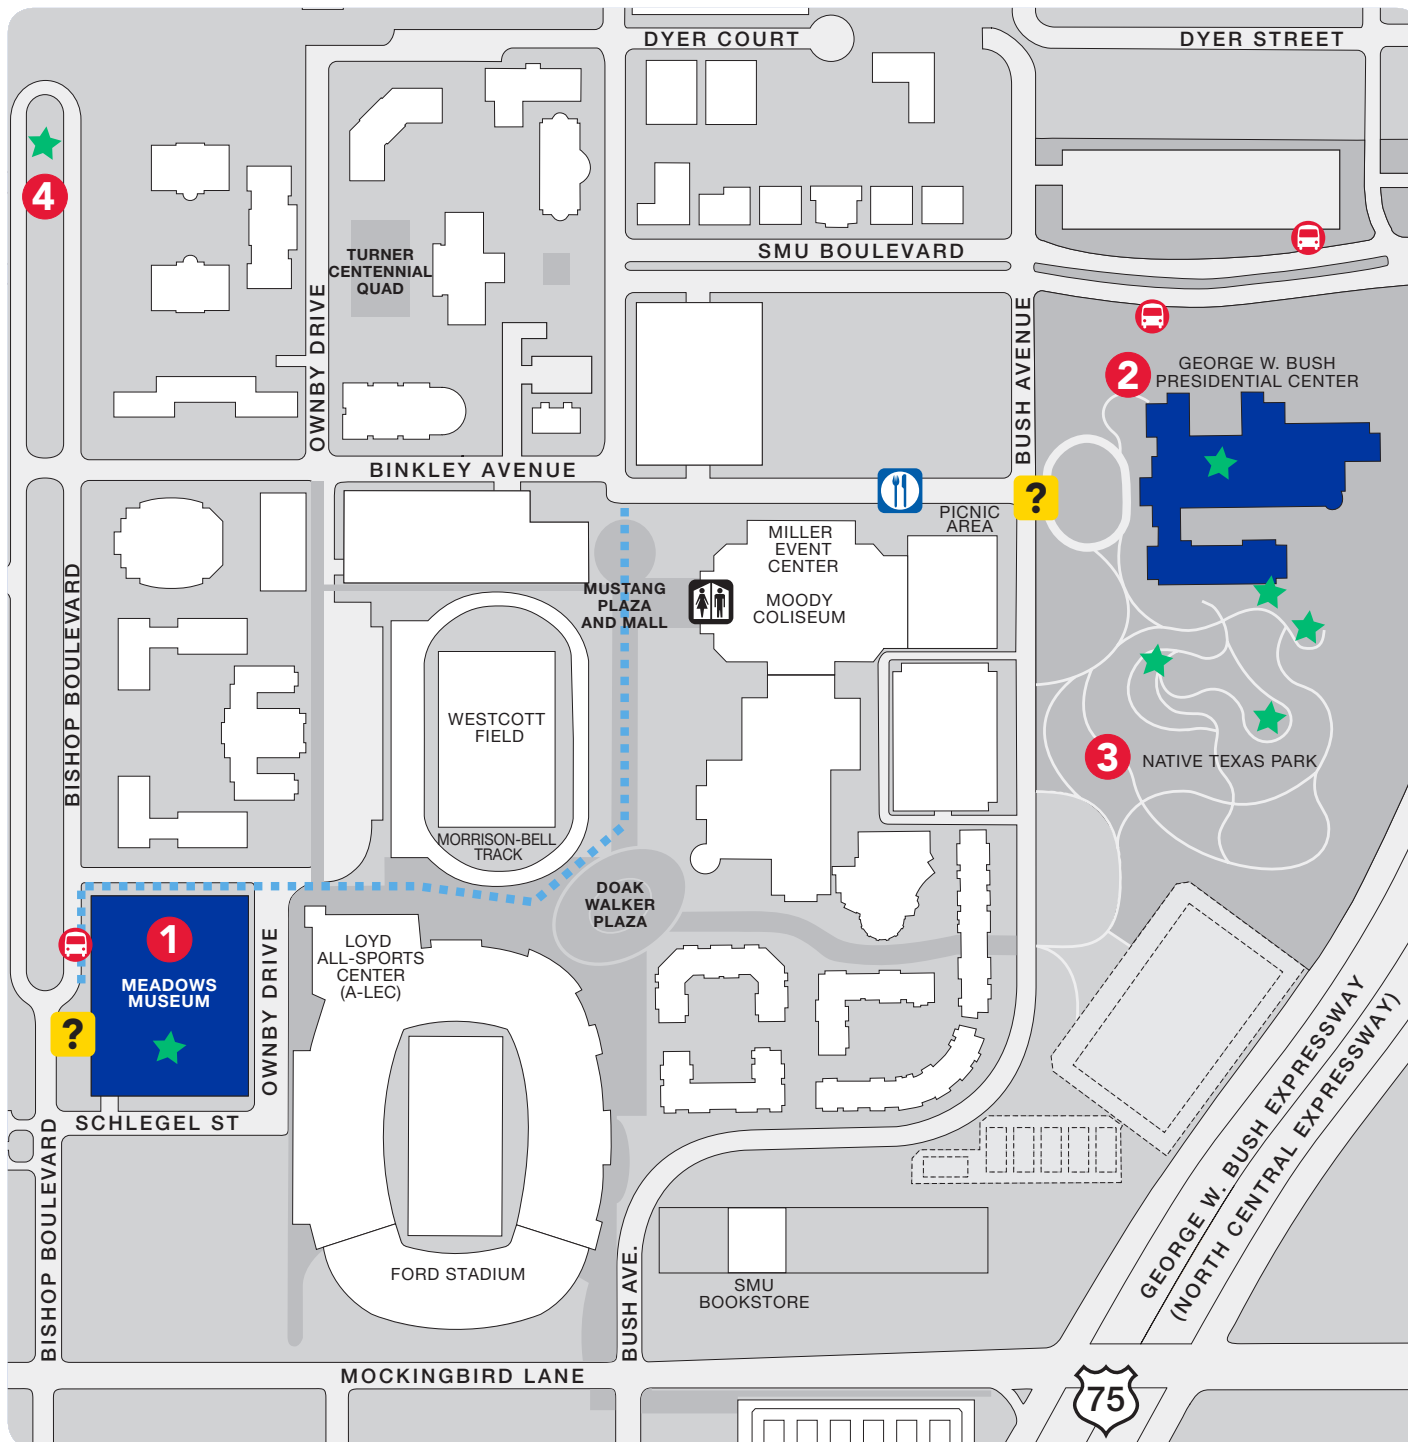 DYER COURT
DYER STREET
4
TURNER
CENTENNIAL
QUAD
SMU BOULEVARD
OWNBY DRIVE
BUSH AVENUE
2
GEORGE W. BUSH
PRESIDENTIAL CENTER
BINKLEY AVENUE
?
PICNIC
AREA
MILLER
EVENT
CENTER
MOODY
COLISEUM
MUSTANG
PLAZA
AND MALL
BISHOP BOULEVARD
WESTCOTT
FIELD
3
NATIVE TEXAS PARK
MORRISON-BELL
TRACK
DOAK
WALKER
PLAZA
1
MEADOWS
MUSEUM
LOYD
ALL-SPORTS
CENTER
(A-LEC)
OWNBY DRIVE
?
SCHLEGEL ST
BISHOP BOULEVARD
GEORGE W. BUSH EXPRESSWAY
(NORTH CENTRAL EXPRESSWAY)
FORD STADIUM
BUSH AVE.
SMU
BOOKSTORE
MOCKINGBIRD LANE
75